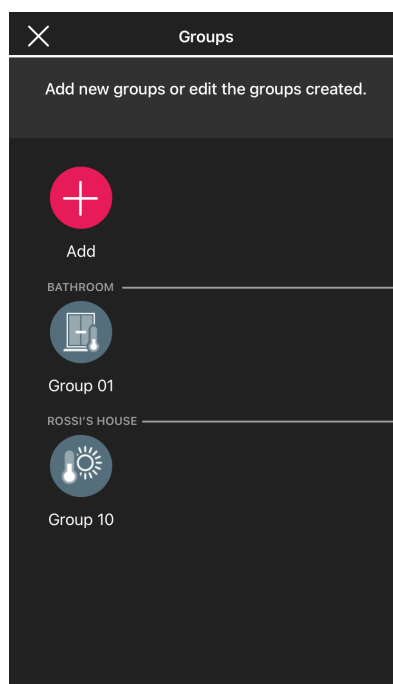 Groups
Add new groups or edit the groups created.
Add
BATHROOM
Group 01
ROSSI'S HOUSE
Group 10